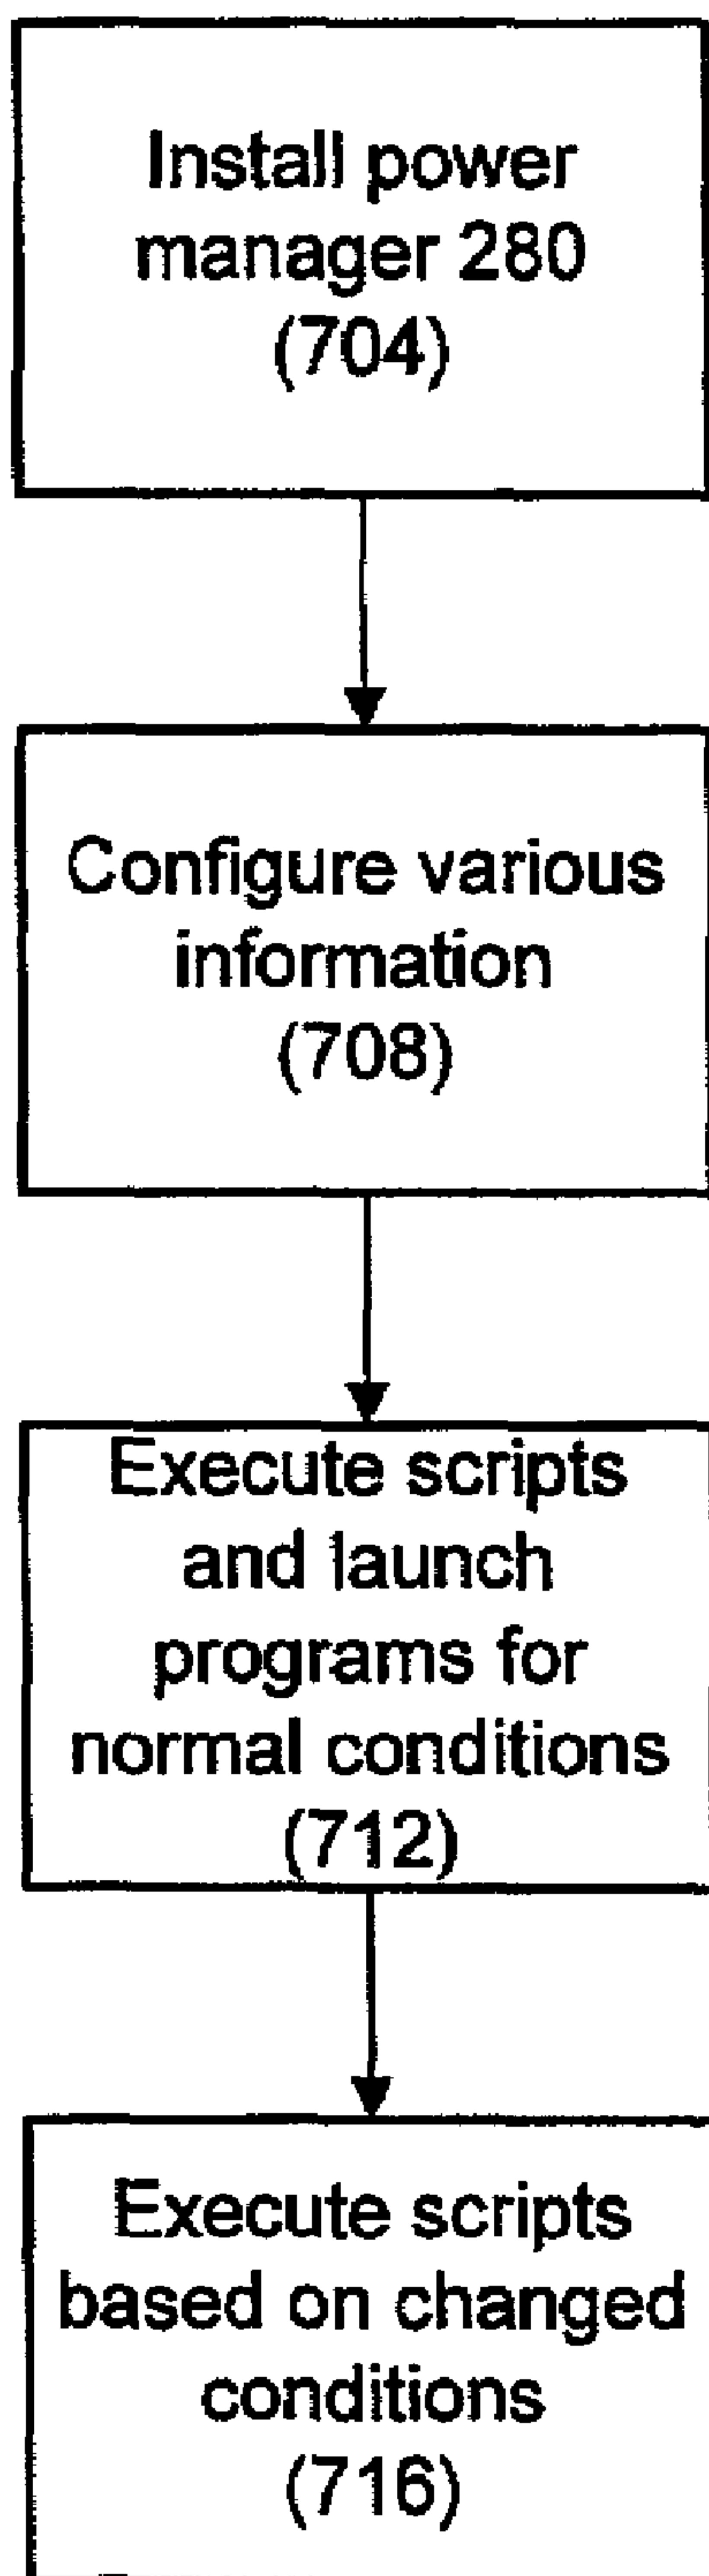 Install power
manager 280
(704)
Configure various
information
(708)
Execute scripts
and launch
programs for
normal conditions
(712)
Execute scripts
based on changed
conditions
(716)